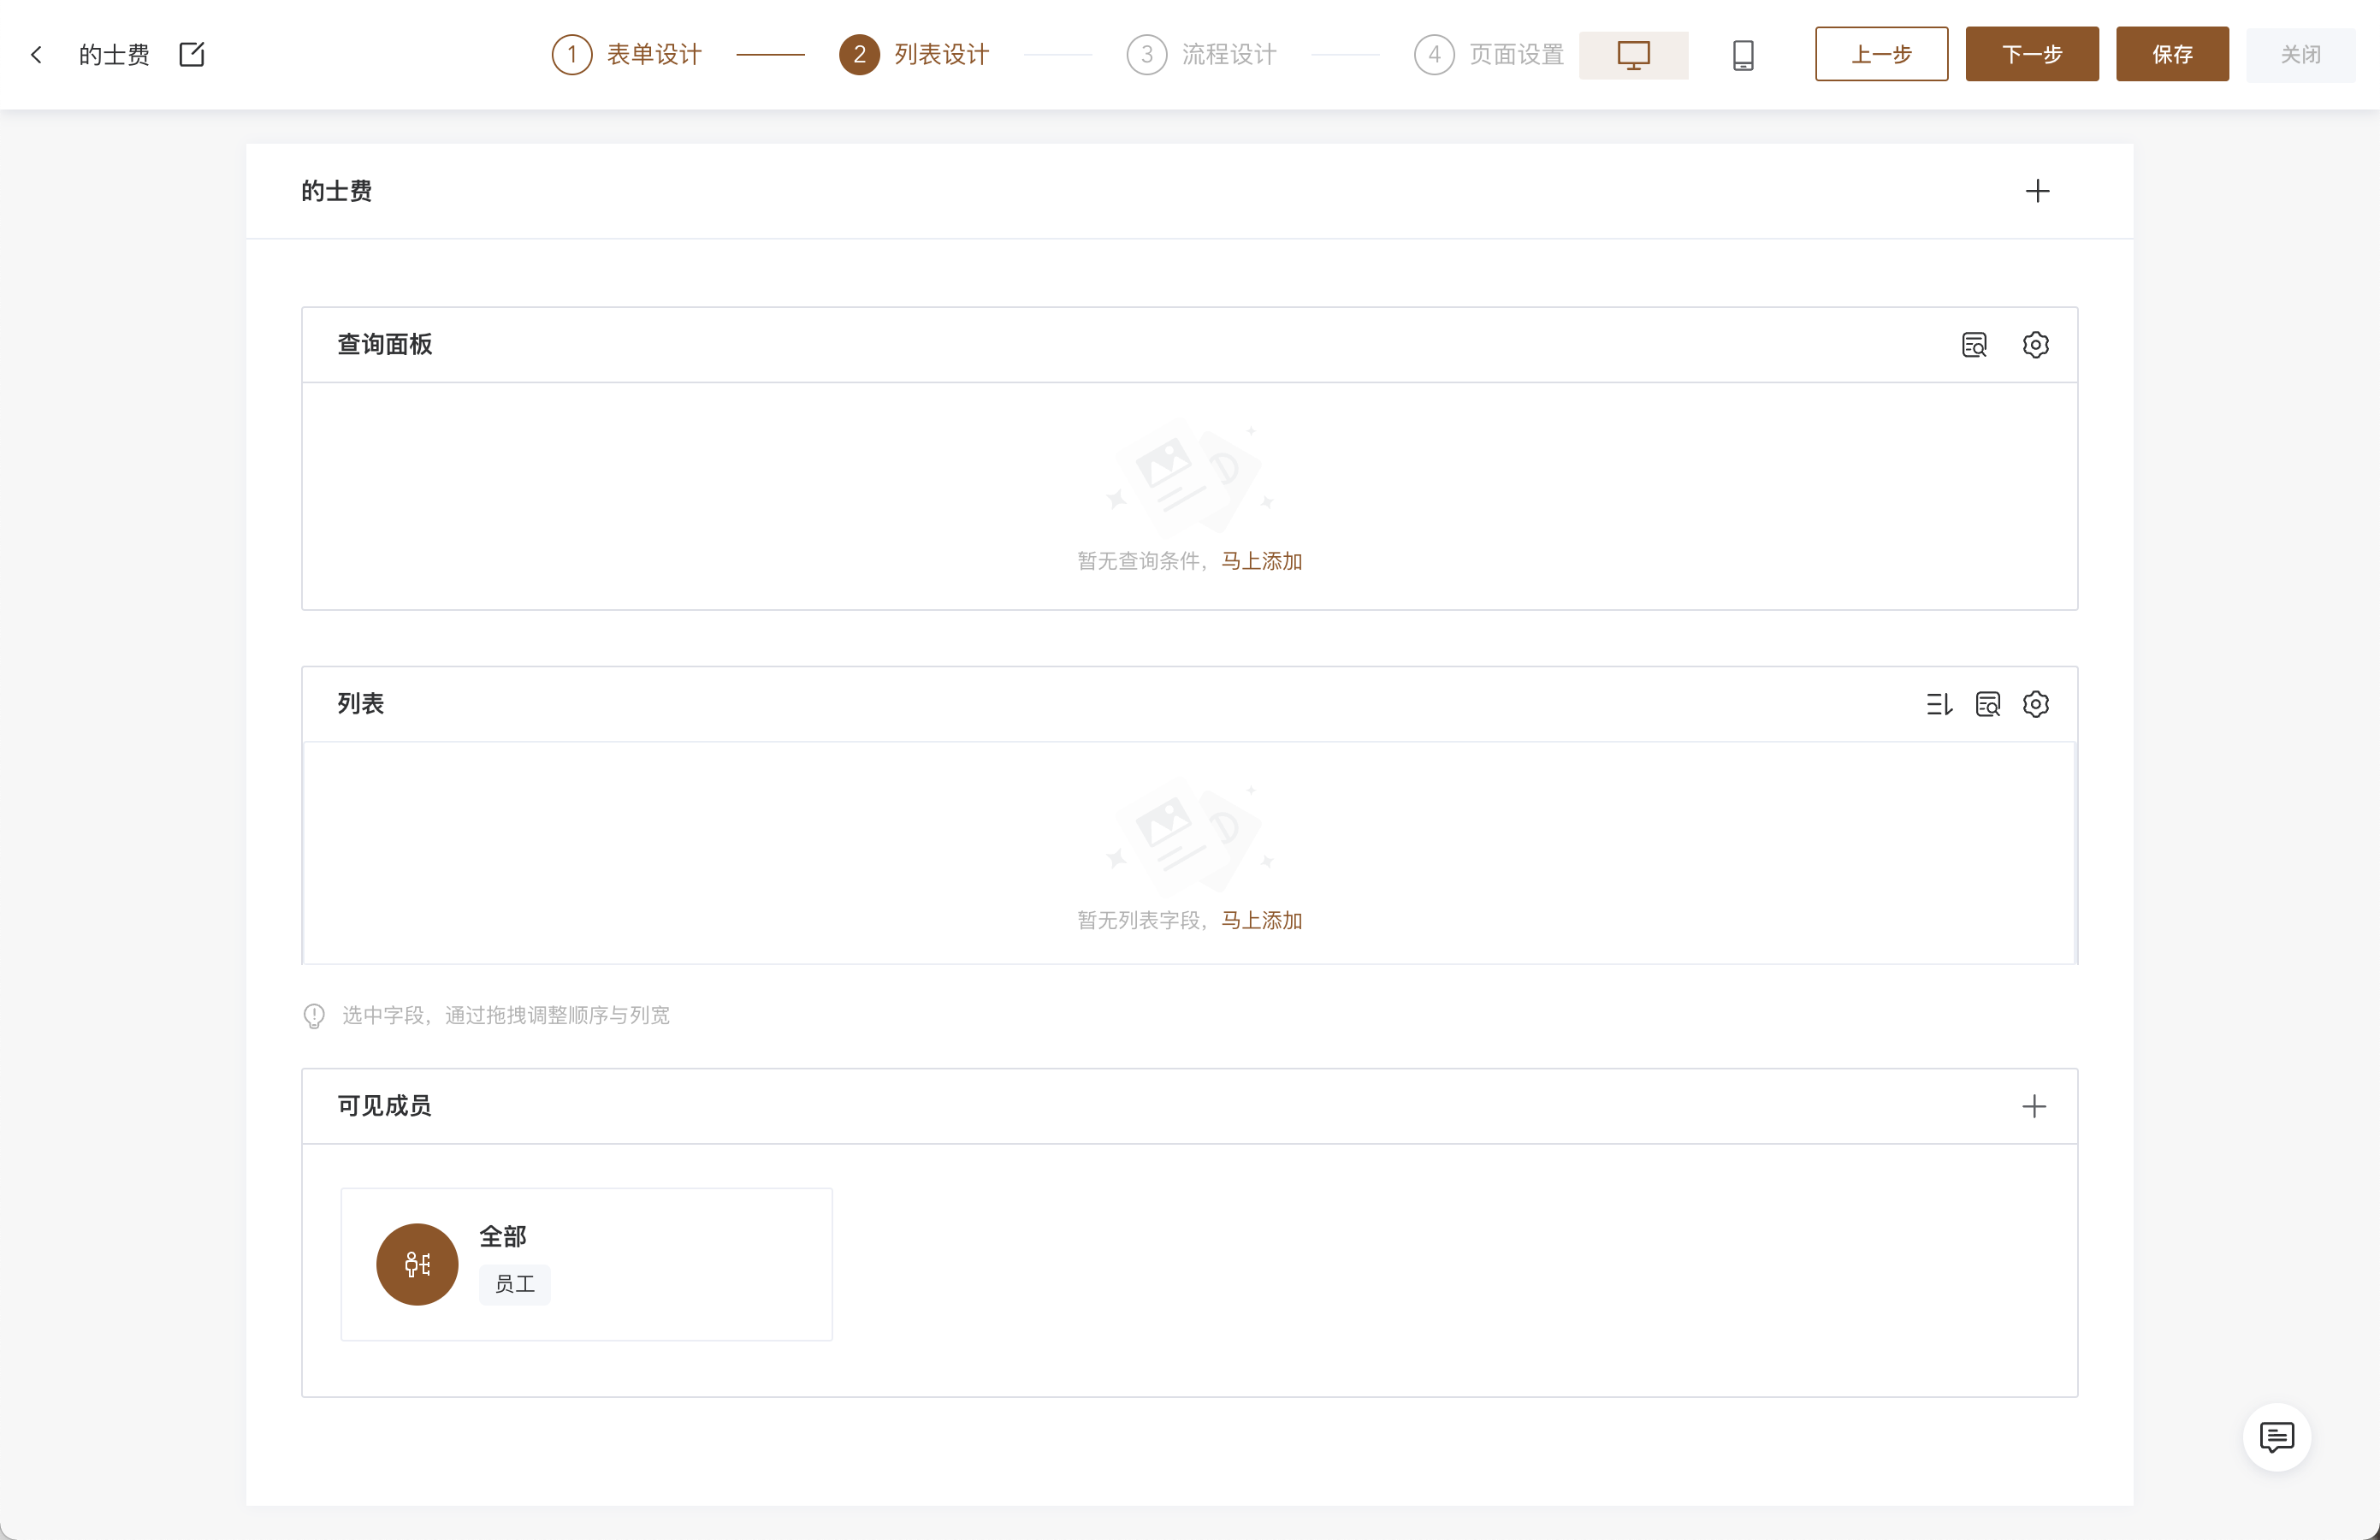 的士费
1 表单设计
2 列表设计
3 流程设计
4 页面设置
上一步
下一步
保存
关闭
的士费
查询面板
暂无查询条件，马上添加
列表
暂无列表字段，马上添加
选中字段，通过拖拽调整顺序与列宽
可见成员
全部
员工